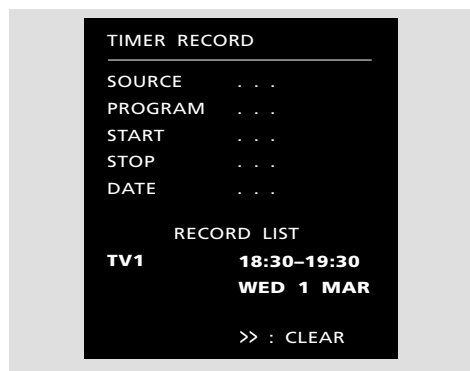 TIMER RECORD
SOURCE . . .
PROGRAM . . .
START . . .
STOP . . .
DATE . . .
RECORD LIST
TV1 18:30–19:30
WED 1 MAR
>> : CLEAR